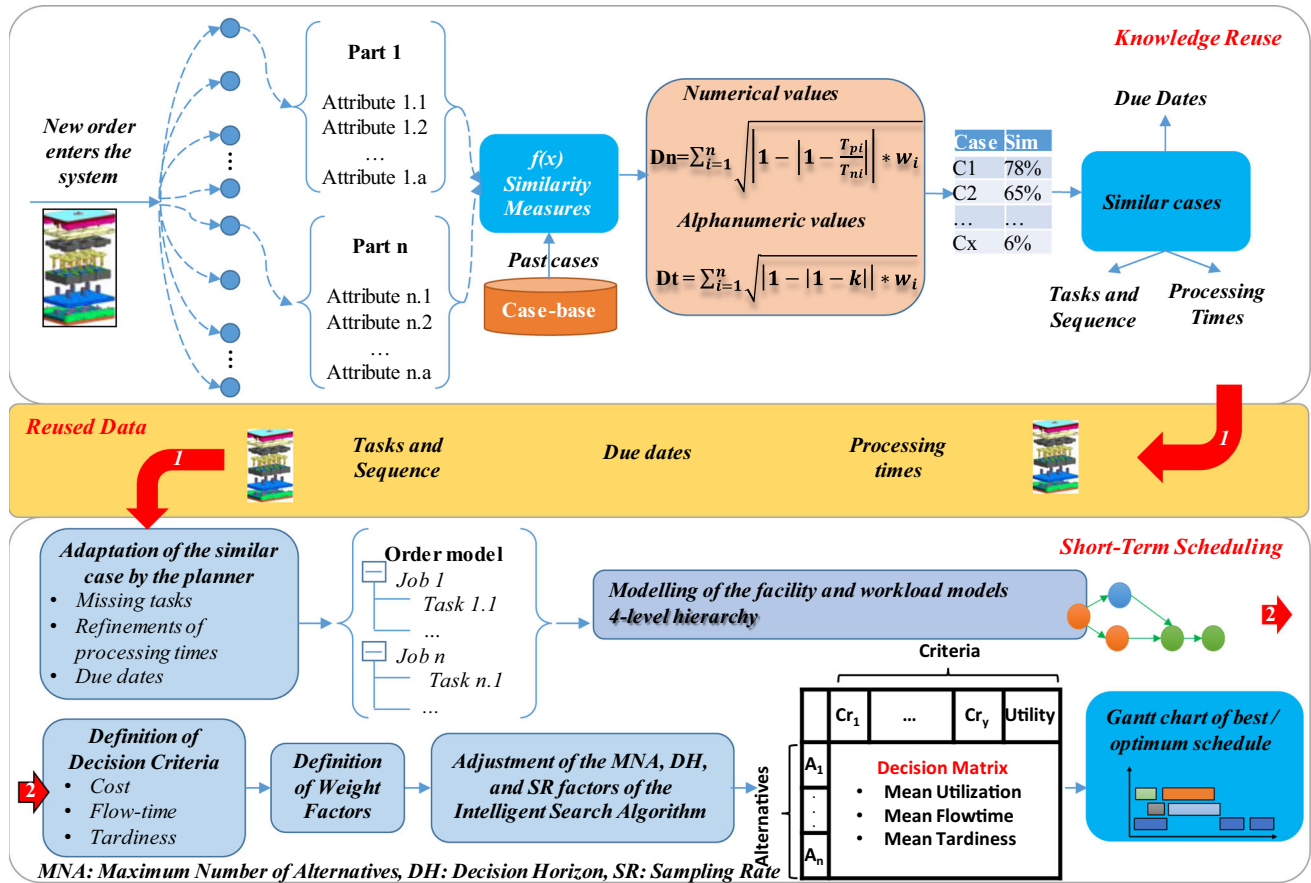 Knowledge Reuse
New order
enters the
system
Part 1
Attribute 1.1
Attribute 1.2
...
Attribute 1.a
Part n
Attribute n.1
Attribute n.2
...
Attribute n.a
f(x)
Similarity
Measures
Past cases
Case-base
Numerical values
Dn=∑ⁿᵢ₌₁ √(|1 − |1 − Tpi/Tni|| * wᵢ)
Alphanumeric values
Dt = ∑ⁿᵢ₌₁ √(|1 − |1 − k|| * wᵢ)
Case Sim
C1 78%
C2 65%
... ...
Cx 6%
Due Dates
Similar cases
Tasks and
Sequence
Processing
Times
Reused Data
1
Tasks and
Sequence
Due dates
Processing
times
1
Short-Term Scheduling
Adaptation of the similar
case by the planner
• Missing tasks
• Refinements of
processing times
• Due dates
Order model
Job 1
Task 1.1
...
Job n
Task n.1
...
Modelling of the facility and workload models
4-level hierarchy
2
2
Definition of
Decision Criteria
• Cost
• Flow-time
• Tardiness
Definition
of Weight
Factors
Adjustment of the MNA, DH,
and SR factors of the
Intelligent Search Algorithm
Criteria
Cr₁ ... Crᵧ Utility
Alternatives
A₁
...
Aₙ
Decision Matrix
• Mean Utilization
• Mean Flowtime
• Mean Tardiness
Gantt chart of best /
optimum schedule
MNA: Maximum Number of Alternatives, DH: Decision Horizon, SR: Sampling Rate